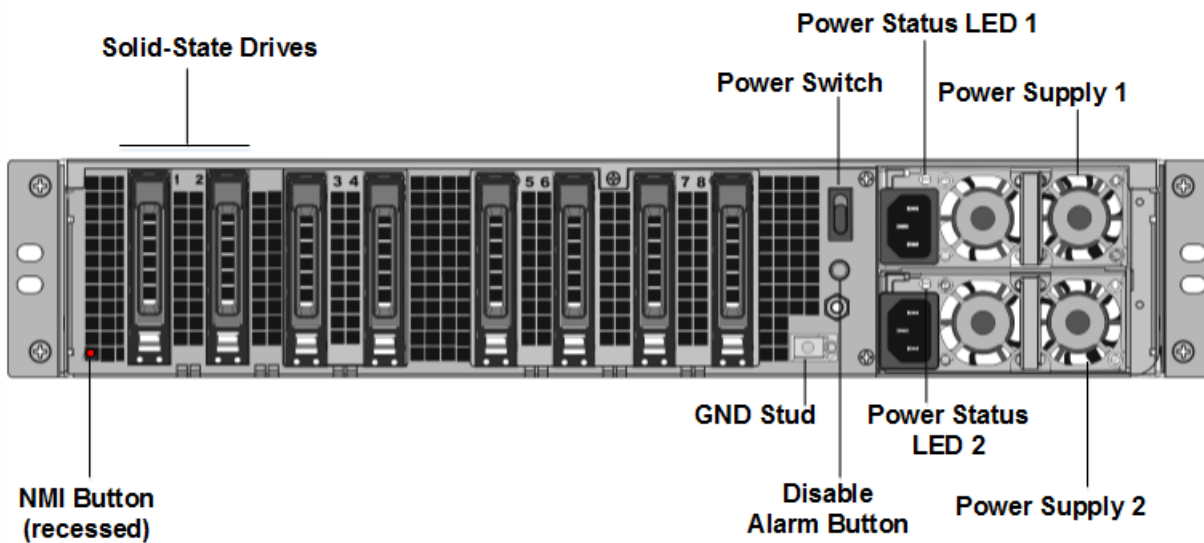 Power Status LED 1
Solid-State Drives
Power Switch
Power Supply 1
1 2 3 4 5 6 7 8
GND Stud
Power Status
LED 2
NMI Button
(recessed)
Disable
Alarm Button
Power Supply 2